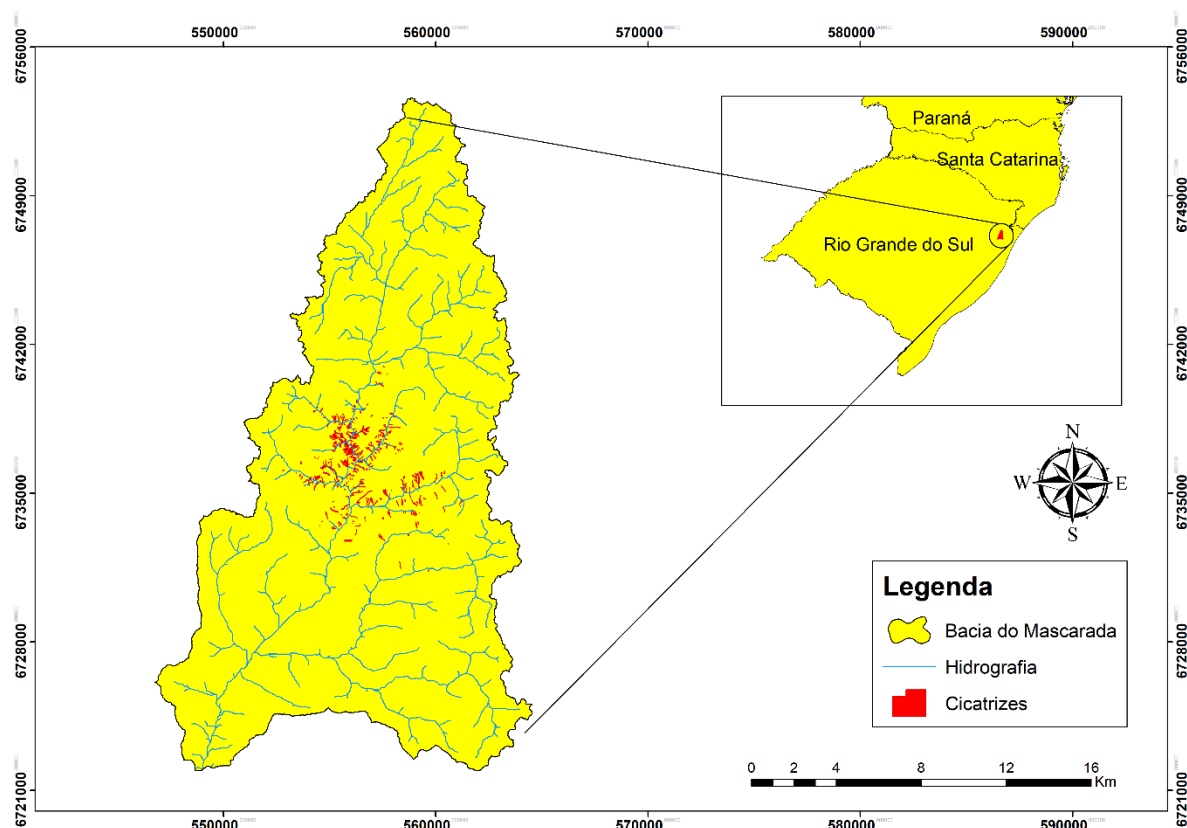 550000 560000 570000 580000 590000
6756000 6756000
6749000 6749000
6742000 6742000
6735000 6735000
6728000 6728000
6721000 6721000
Paraná
Santa Catarina
Rio Grande do Sul
N
W E
S
Legenda
Bacia do Mascarada
Hidrografia
Cicatrizes
0 2 4 8 12 16
Km
550000 560000 570000 580000 590000